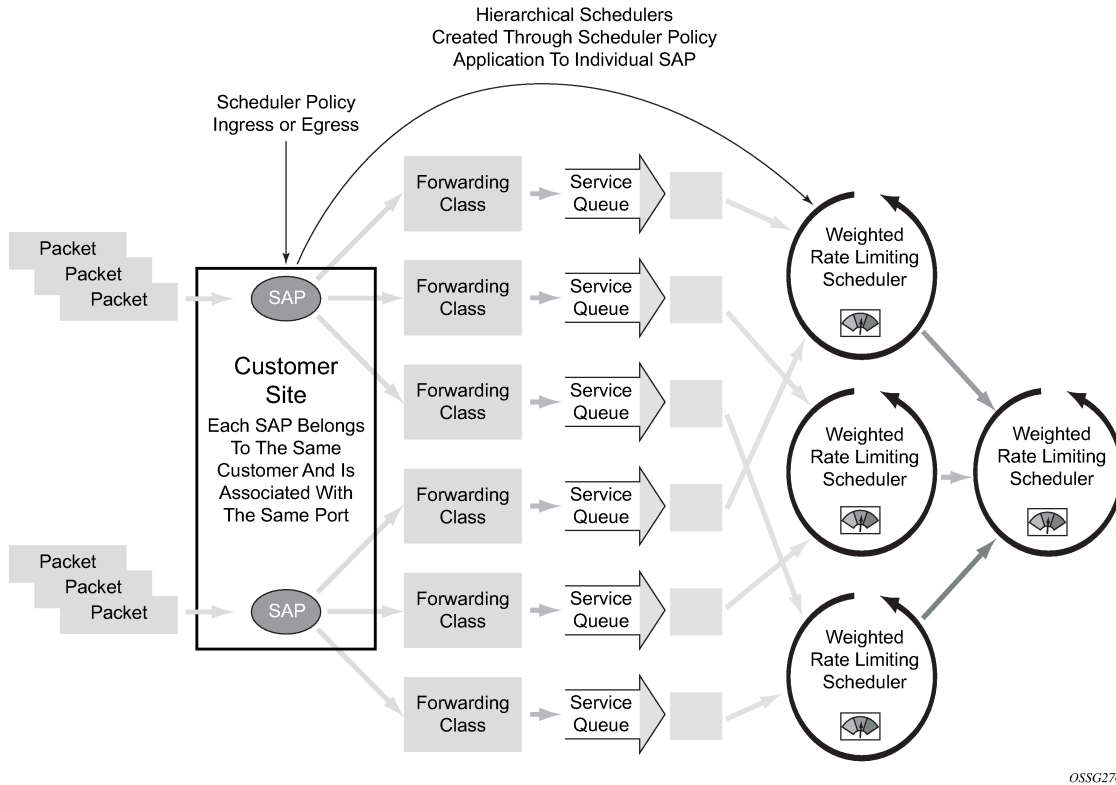 Hierarchical Schedulers
Created Through Scheduler Policy
Application To Individual SAP
Scheduler Policy
Ingress or Egress
Packet
Packet
Packet
SAP
Customer
Site
Each SAP Belongs
To The Same
Customer And Is
Associated With
The Same Port
Packet
Packet
Packet
SAP
Forwarding
Class
Service
Queue
Forwarding
Class
Service
Queue
Forwarding
Class
Service
Queue
Forwarding
Class
Service
Queue
Forwarding
Class
Service
Queue
Forwarding
Class
Service
Queue
Weighted
Rate Limiting
Scheduler
Weighted
Rate Limiting
Scheduler
Weighted
Rate Limiting
Scheduler
Weighted
Rate Limiting
Scheduler